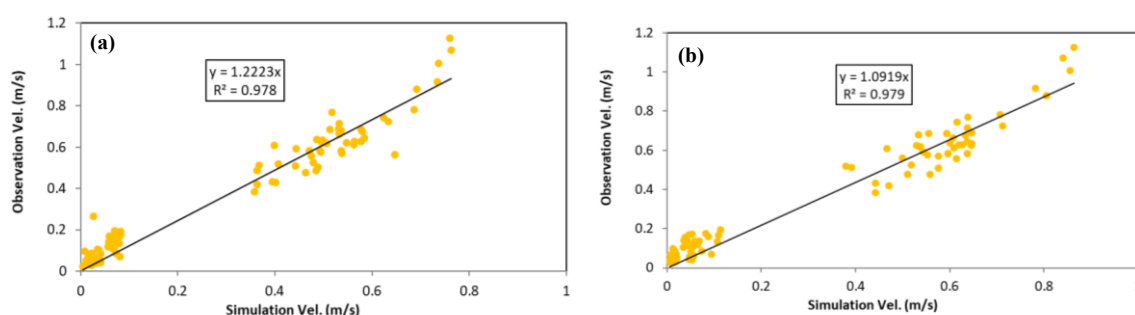 (a)
y = 1.2223x
R² = 0.978
Observation Vel. (m/s)
1.2
1
0.8
0.6
0.4
0.2
0
0 0.2 0.4 0.6 0.8 1
Simulation Vel. (m/s)
(b)
y = 1.0919x
R² = 0.979
Observation Vel. (m/s)
1.2
1
0.8
0.6
0.4
0.2
0
0 0.2 0.4 0.6 0.8 1
Simulation Vel. (m/s)